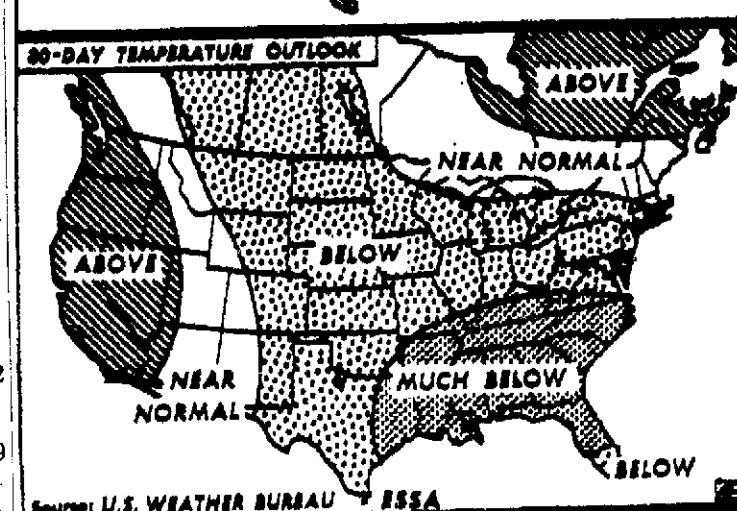 30-DAY TEMPERATURE OUTLOOK
ABOVE
NEAR NORMAL
BELOW
ABOVE
MUCH BELOW
NEAR
NORMAL
BELOW
Source: U.S. WEATHER BUREAU ESSA